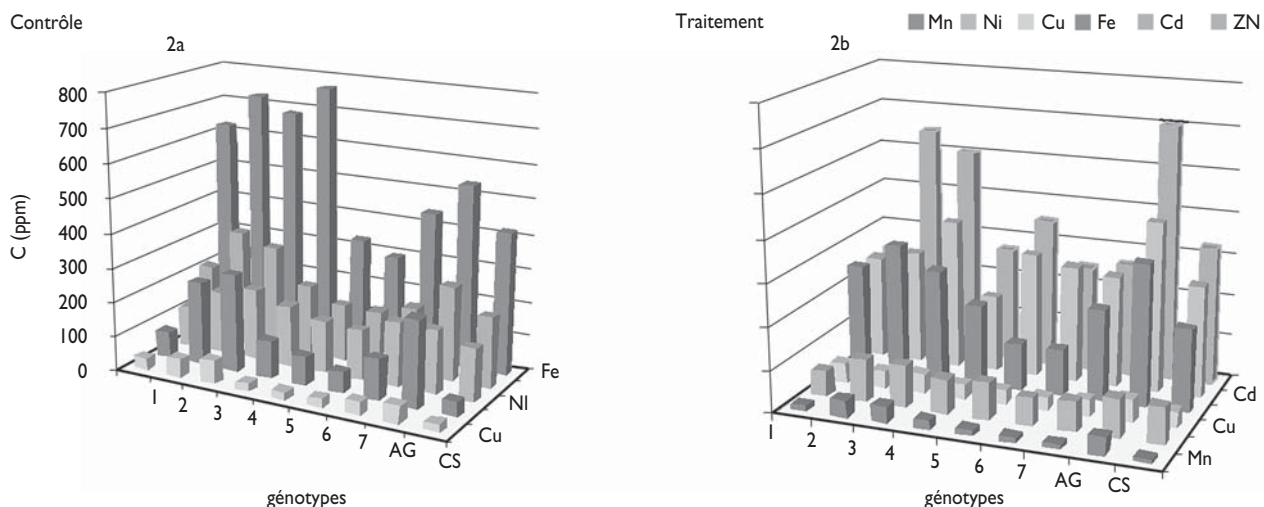 Contrôle
2a
C (ppm)
800
700
600
500
400
300
200
100
0
1 2 3 4 5 6 7 AG CS
Fe
NI
Cu
génotypes
Traitement
Mn Ni Cu Fe Cd ZN
2b
1 2 3 4 5 6 7 AG CS
Cd
Cu
Mn
génotypes